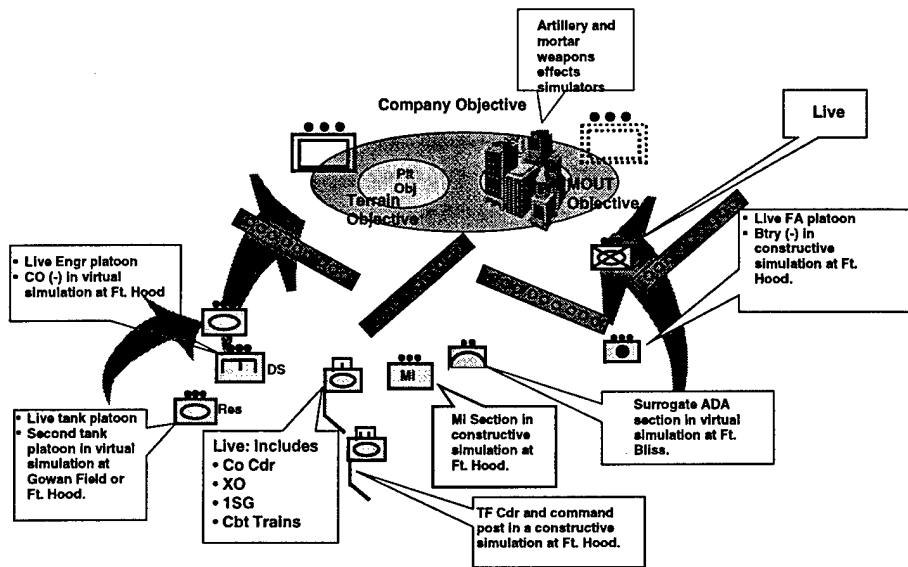 Artillery and
mortar
weapons
effects
simulators
Company Objective
Live
Plt
Obj
Terrain
Objective
MOUT
Objective
• Live FA platoon
• Btry (-) in
constructive
simulation at Ft.
Hood.
• Live Engr platoon
• CO (-) in virtual
simulation at Ft. Hood
DS
MI
Res
• Live tank platoon
• Second tank
platoon in virtual
simulation at
Gowan Field or
Ft. Hood.
Live: Includes
• Co Cdr
• XO
• 1SG
• Cbt Trains
MI Section in
constructive
simulation at
Ft. Hood.
Surrogate ADA
section in virtual
simulation at Ft.
Bliss.
TF Cdr and command
post in a constructive
simulation at Ft. Hood.